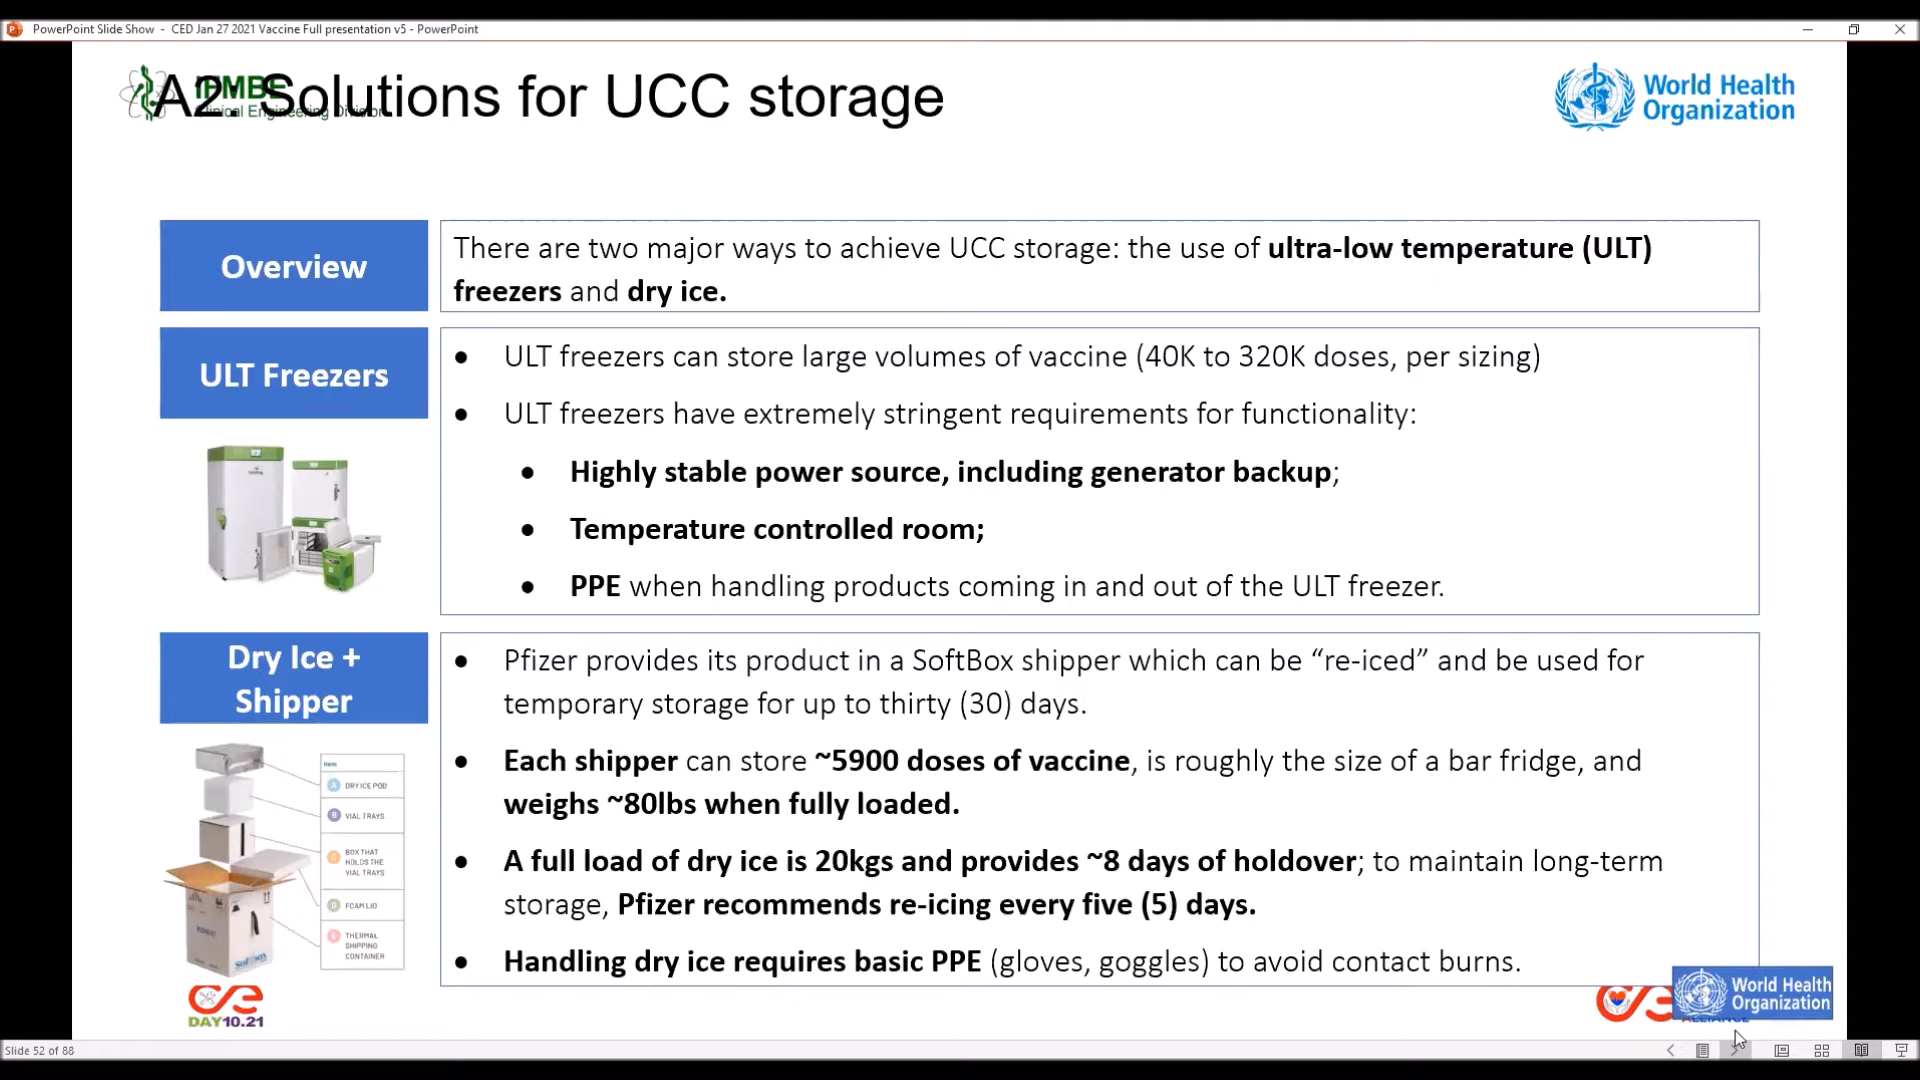 PowerPoint Slide Show - CED Jan 27 2021 Vaccine Full presentation v5 - PowerPoint
A2. Solutions for UCC storage
IFMBE
Clinical Engineering Division
World Health
Organization
Overview
There are two major ways to achieve UCC storage: the use of ultra-low temperature (ULT)
freezers and dry ice.
ULT Freezers
• ULT freezers can store large volumes of vaccine (40K to 320K doses, per sizing)
• ULT freezers have extremely stringent requirements for functionality:
• Highly stable power source, including generator backup;
• Temperature controlled room;
• PPE when handling products coming in and out of the ULT freezer.
Dry Ice +
Shipper
• Pfizer provides its product in a SoftBox shipper which can be “re-iced” and be used for
temporary storage for up to thirty (30) days.
• Each shipper can store ~5900 doses of vaccine, is roughly the size of a bar fridge, and
weighs ~80lbs when fully loaded.
• A full load of dry ice is 20kgs and provides ~8 days of holdover; to maintain long-term
storage, Pfizer recommends re-icing every five (5) days.
• Handling dry ice requires basic PPE (gloves, goggles) to avoid contact burns.
Item
A DRY ICE POD
B VIAL TRAYS
C BOX THAT
HOLDS THE
VIAL TRAYS
D FOAM LID
E THERMAL
SHIPPING
CONTAINER
Softbox
CE
DAY10.21
CE
World Health
Organization
ALLIANCE
Slide 52 of 88